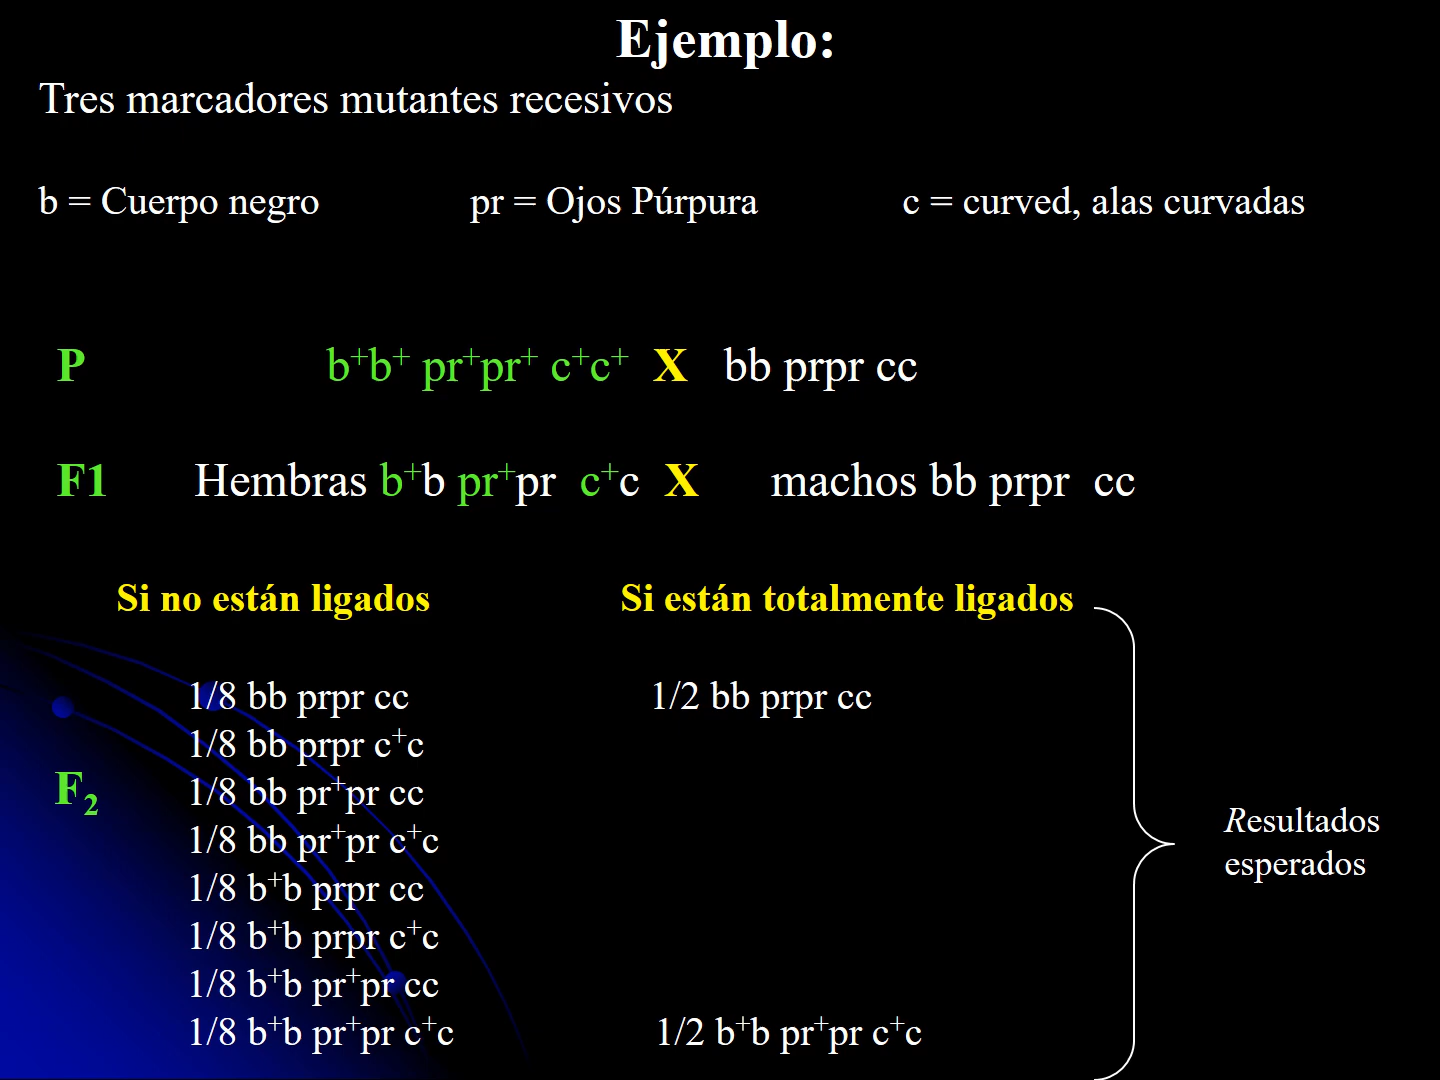 Ejemplo:
Tres marcadores mutantes recesivos
b = Cuerpo negro pr = Ojos Púrpura c = curved, alas curvadas
P b⁺b⁺ pr⁺pr⁺ c⁺c⁺ X bb prpr cc
F1 Hembras b⁺b pr⁺pr c⁺c X machos bb prpr cc
Si no están ligados Si están totalmente ligados
1/8 bb prpr cc 1/2 bb prpr cc
1/8 bb prpr c⁺c
F₂ 1/8 bb pr⁺pr cc
1/8 bb pr⁺pr c⁺c
1/8 b⁺b prpr cc
1/8 b⁺b prpr c⁺c
1/8 b⁺b pr⁺pr cc
1/8 b⁺b pr⁺pr c⁺c 1/2 b⁺b pr⁺pr c⁺c
Resultados
esperados